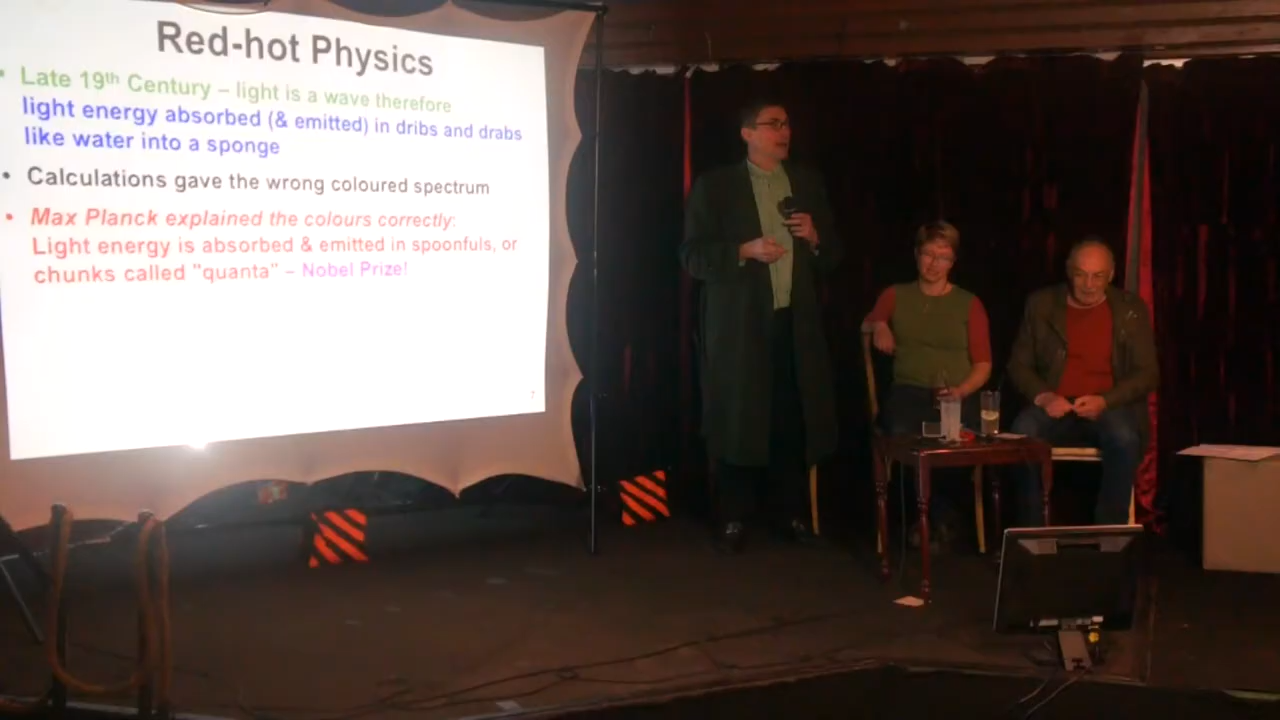 Red-hot Physics
• Late 19th Century – light is a wave therefore
light energy absorbed (& emitted) in dribs and drabs
like water into a sponge
• Calculations gave the wrong coloured spectrum
• Max Planck explained the colours correctly:
Light energy is absorbed & emitted in spoonfuls, or
chunks called "quanta" – Nobel Prize!
7